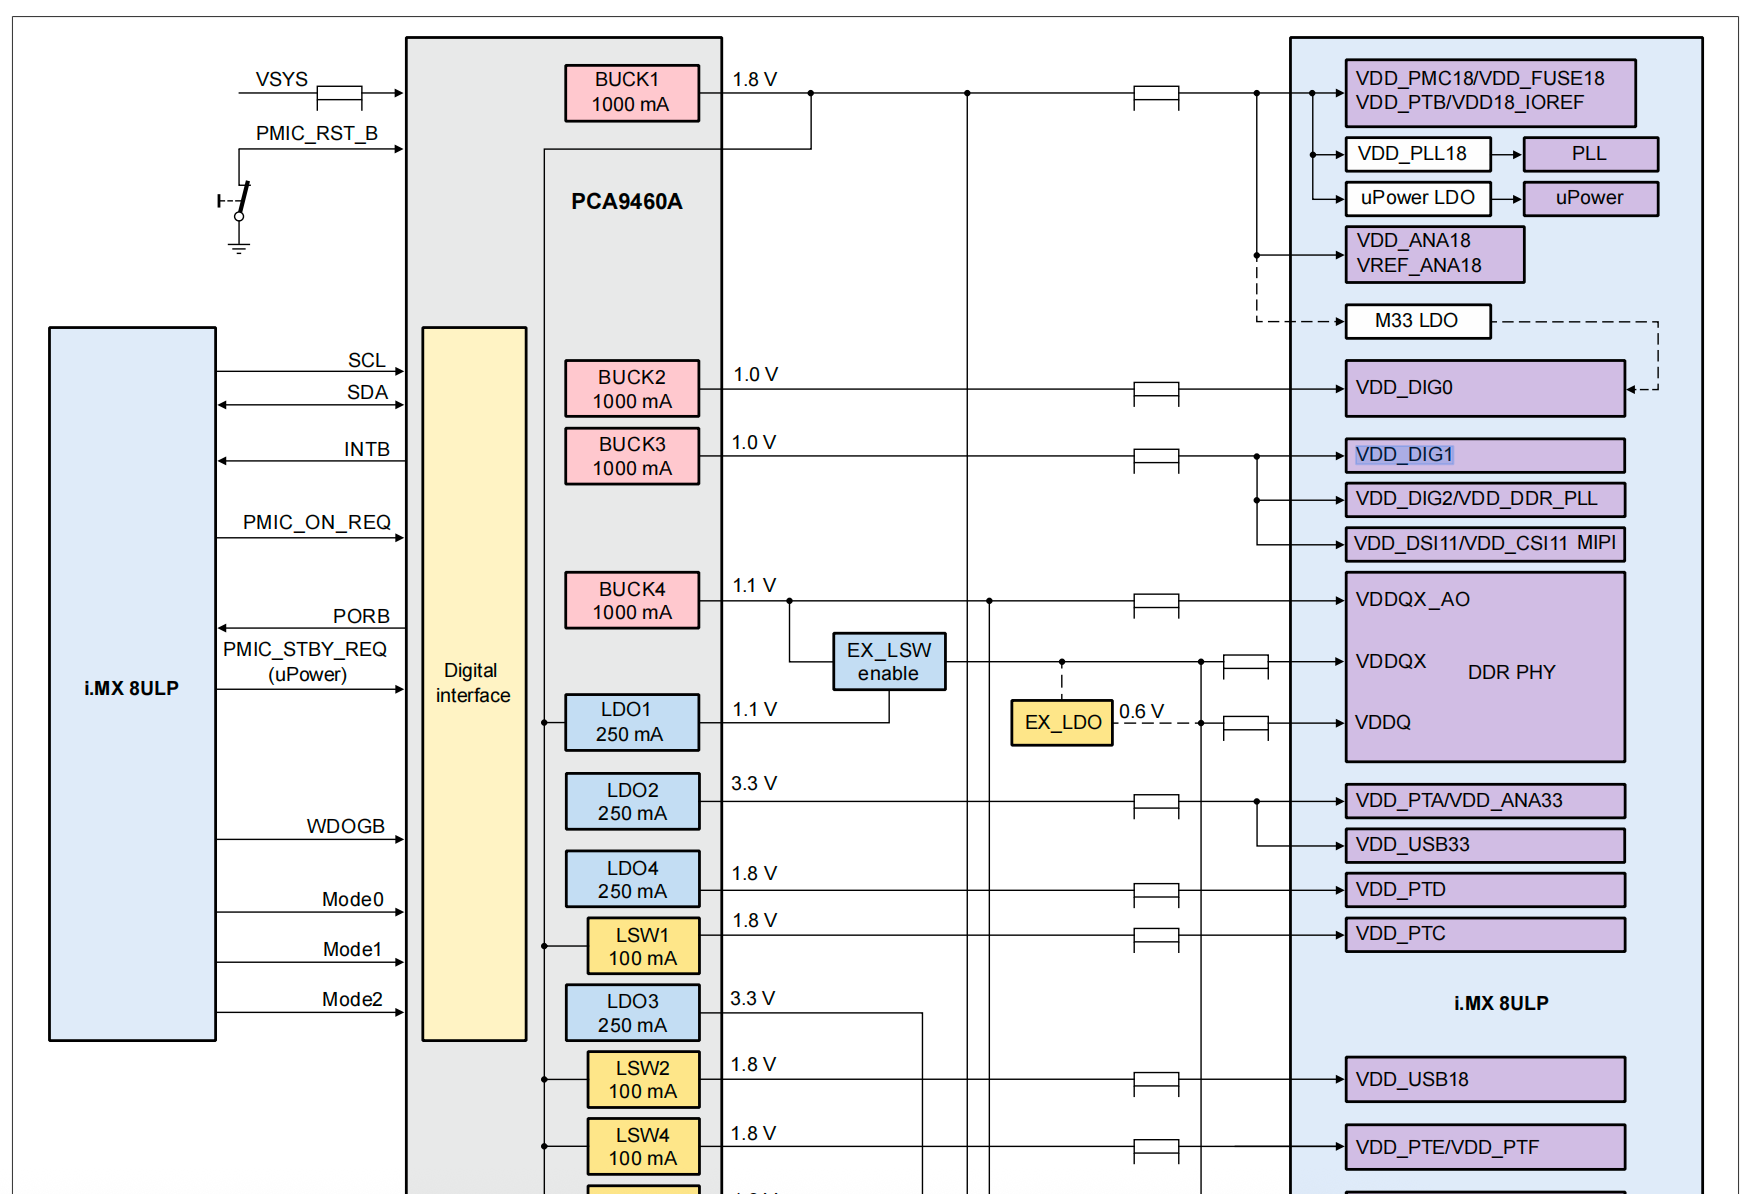 VSYS
PMIC_RST_B
i.MX 8ULP
SCL
SDA
INTB
PMIC_ON_REQ
PORB
PMIC_STBY_REQ
(uPower)
WDOGB
Mode0
Mode1
Mode2
Digital
interface
PCA9460A
BUCK1
1000 mA
1.8 V
BUCK2
1000 mA
1.0 V
BUCK3
1000 mA
1.0 V
BUCK4
1000 mA
1.1 V
EX_LSW
enable
LDO1
250 mA
1.1 V
EX_LDO
0.6 V
LDO2
250 mA
3.3 V
LDO4
250 mA
1.8 V
LSW1
100 mA
1.8 V
LDO3
250 mA
3.3 V
LSW2
100 mA
1.8 V
LSW4
100 mA
1.8 V
VDD_PMC18/VDD_FUSE18
VDD_PTB/VDD18_IOREF
VDD_PLL18
PLL
uPower LDO
uPower
VDD_ANA18
VREF_ANA18
M33 LDO
VDD_DIG0
VDD_DIG1
VDD_DIG2/VDD_DDR_PLL
VDD_DSI11/VDD_CSI11 MIPI
VDDQX_AO
VDDQX
DDR PHY
VDDQ
VDD_PTA/VDD_ANA33
VDD_USB33
VDD_PTD
VDD_PTC
i.MX 8ULP
VDD_USB18
VDD_PTE/VDD_PTF